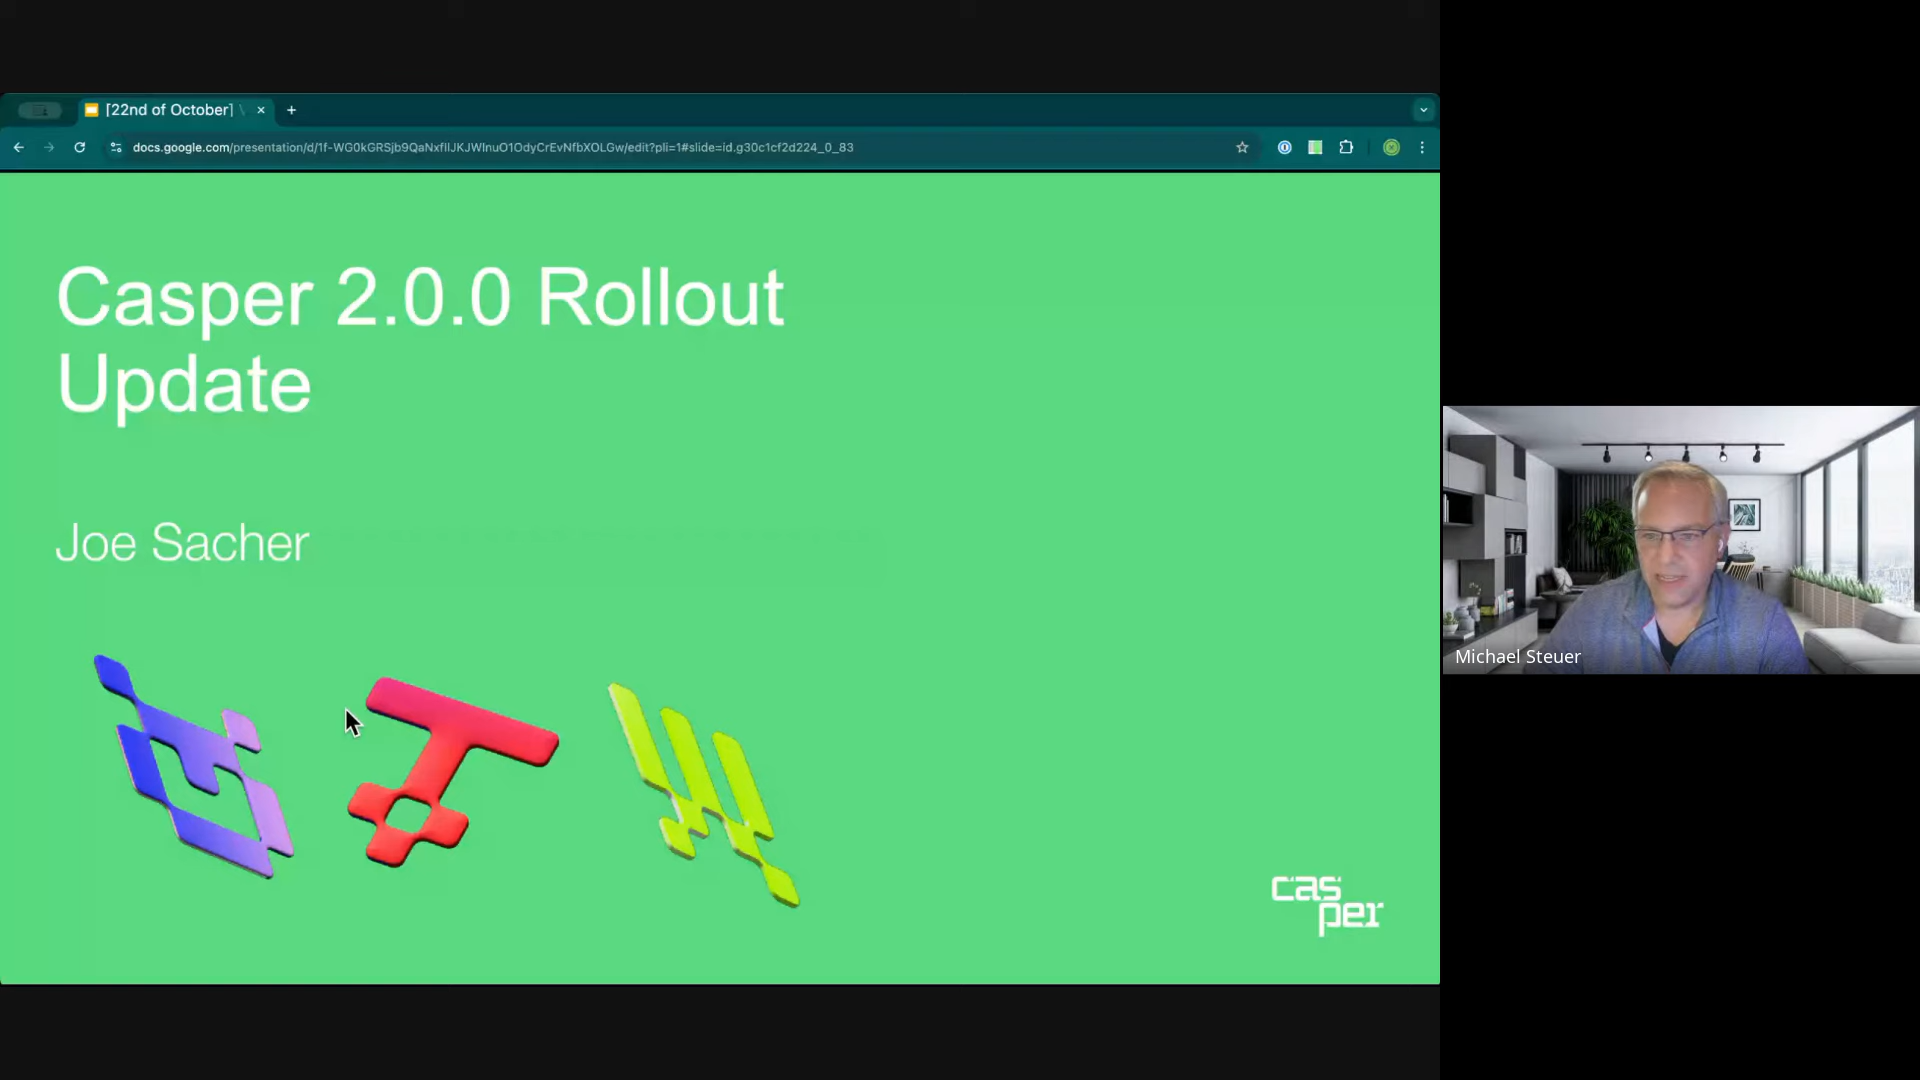 [22nd of October] \
docs.google.com/presentation/d/1f-WG0kGRSjb9QaNxfIlJKJWlnuO1OdyCrEvNfbXOLGw/edit?pli=1#slide=id.g30c1cf2d224_0_83
Casper 2.0.0 Rollout
Update
Joe Sacher
cas
per
Michael Steuer